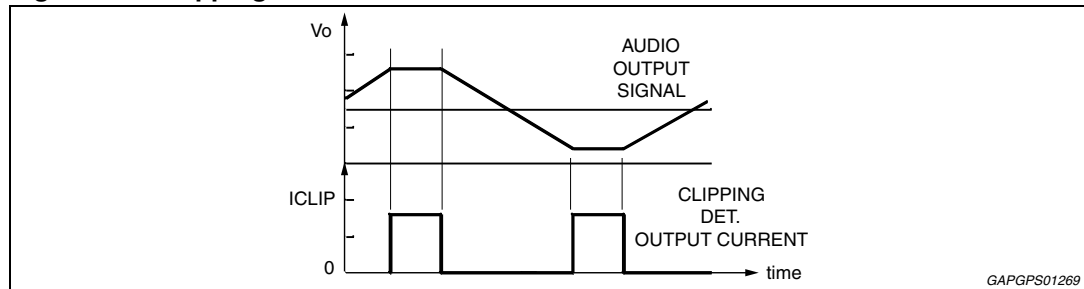 Vo
AUDIO
OUTPUT
SIGNAL
ICLIP
CLIPPING
DET.
OUTPUT CURRENT
0
time
GAPGPS01269